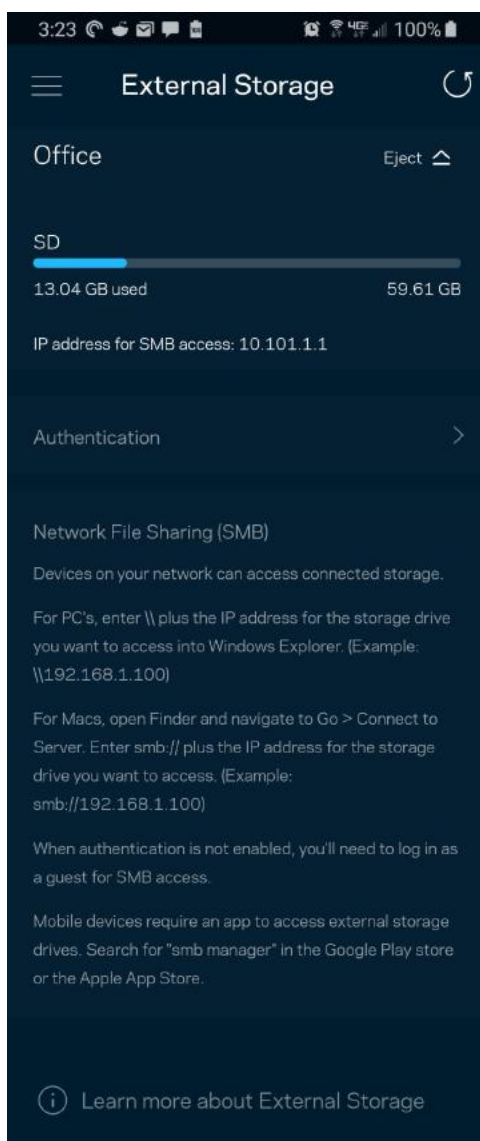 3:23 4GE 100%
External Storage
Office Eject
SD
13.04 GB used 59.61 GB
IP address for SMB access: 10.101.1.1
Authentication
Network File Sharing (SMB)
Devices on your network can access connected storage.
For PC's, enter \\ plus the IP address for the storage drive
you want to access into Windows Explorer. (Example:
\\192.168.1.100)
For Macs, open Finder and navigate to Go > Connect to
Server. Enter smb:// plus the IP address for the storage
drive you want to access. (Example:
smb://192.168.1.100)
When authentication is not enabled, you'll need to log in as
a guest for SMB access.
Mobile devices require an app to access external storage
drives. Search for "smb manager" in the Google Play store
or the Apple App Store.
Learn more about External Storage